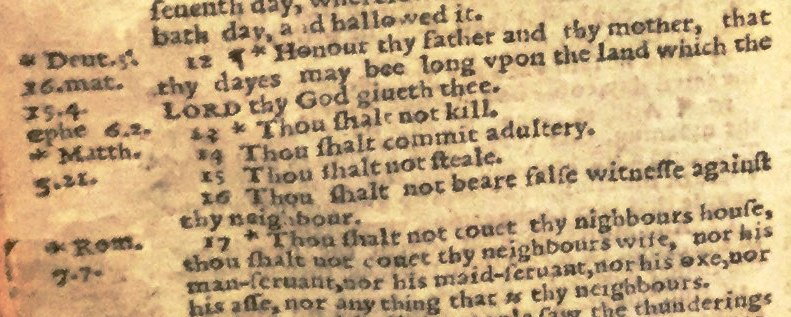 seuenth day,
bath day, and hallowed it.
* Deut. 5. 12 ¶ * Honour thy father and thy mother, that
16. mat. thy dayes may bee long vpon the land which the
15.4. LORD thy God giueth thee.
ephe 6.2. 13 * Thou ſhalt not kill.
* Matth. 14 Thou ſhalt commit adultery.
5.21. 15 Thou ſhalt not ſteale.
16 Thou ſhalt not beare falſe witneſſe againſt
thy neighbour.
* Rom. 17 * Thou ſhalt not couet thy nighbours houſe,
7.7. thou ſhalt not couet thy neighbours wife, nor his
man-ſeruant, nor his maid-ſeruant, nor his oxe, nor
his aſſe, nor any thing that is thy neighbours.
ſaw the thunderings